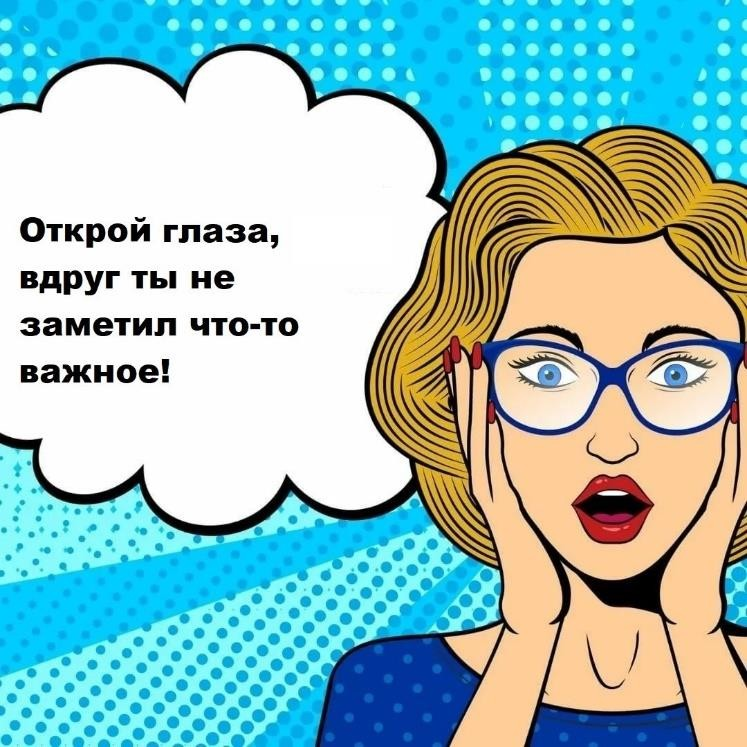 Открой глаза,
вдруг ты не
заметил что-то
важное!